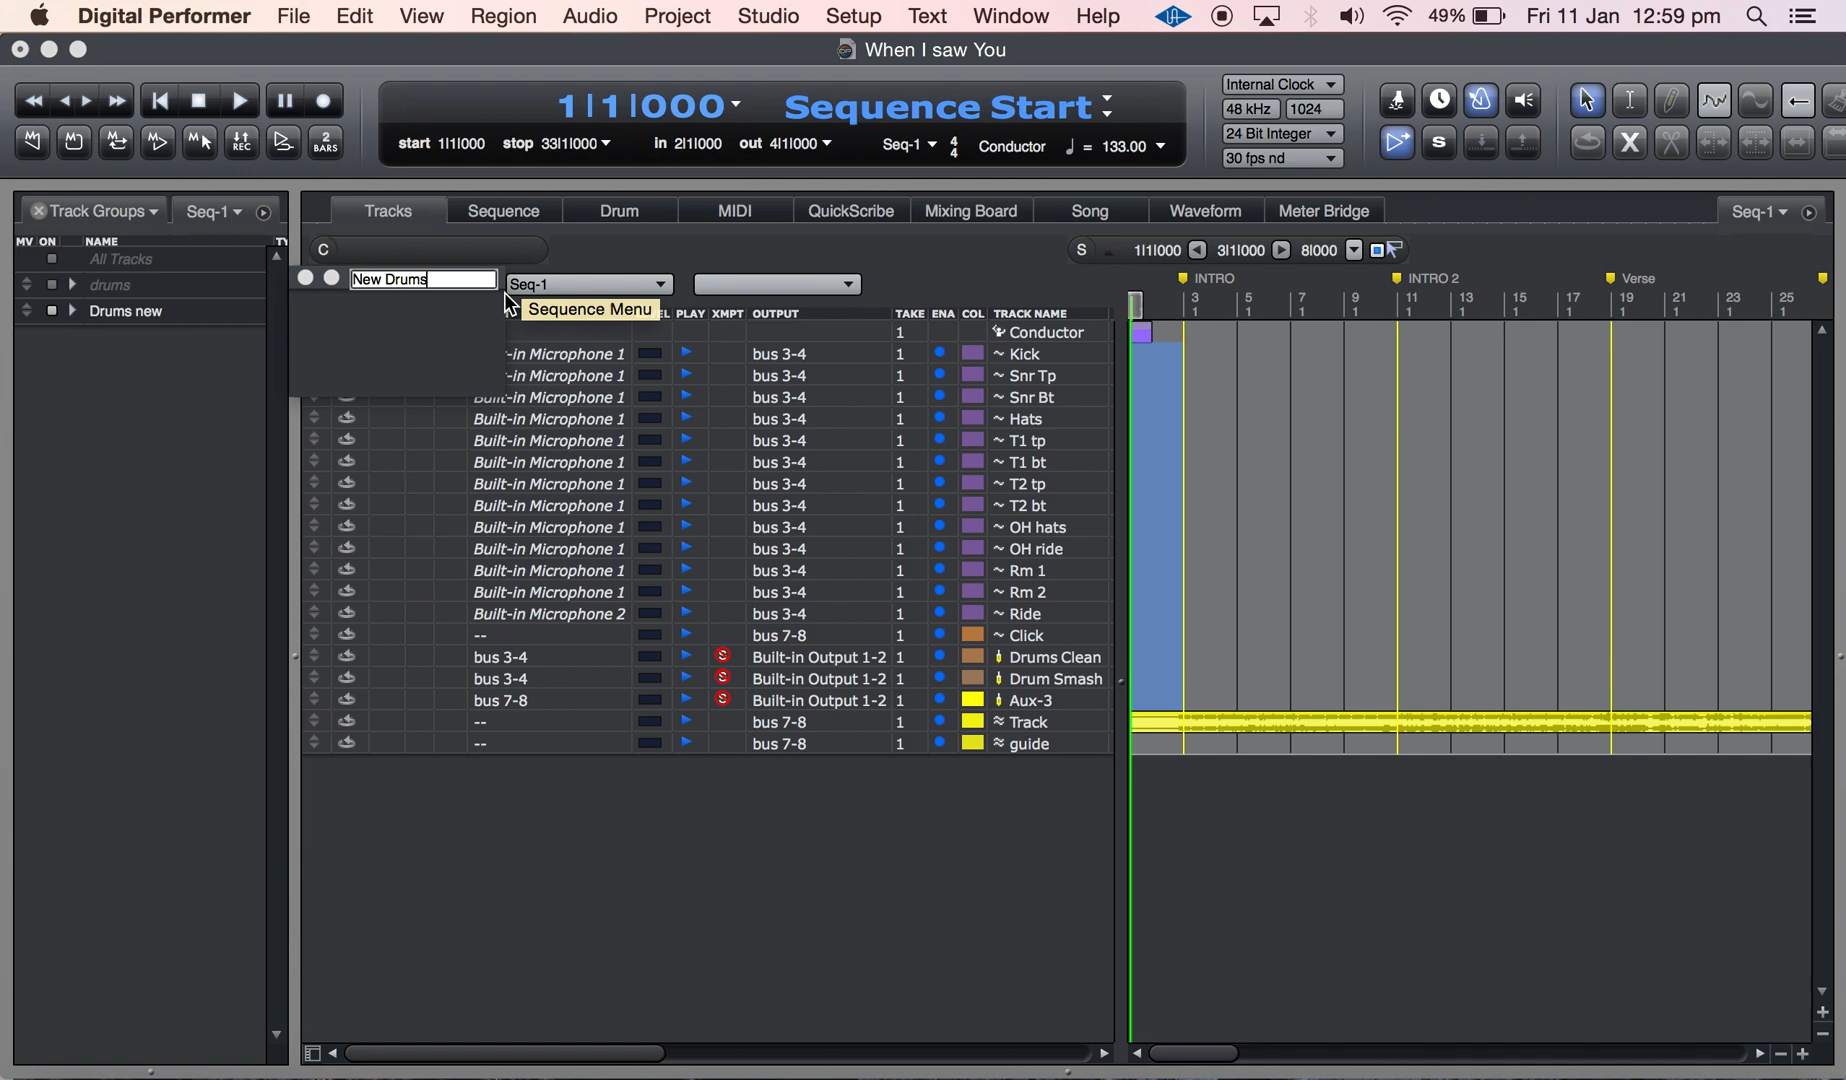 Digital Performer File Edit View Region Audio Project Studio Setup Text Window Help 49% Fri 11 Jan 12:59 pm
When I saw You
1|1|000 Sequence Start
Internal Clock
48 kHz 1024
24 Bit Integer
30 fps nd
REC 2 BARS
start 1|1|000 stop 33|1|000 in 2|1|000 out 4|1|000 Seq-1 4 4 Conductor = 133.00
S X
Track Groups Seq-1
Tracks Sequence Drum MIDI QuickScribe Mixing Board Song Waveform Meter Bridge Seq-1
MV ON NAME
All Tracks
drums
Drums new
C
S 1|1|000 3|1|000 8|000
New Drums
Seq-1
Sequence Menu
INTRO INTRO 2 Verse
3 5 7 9 11 13 15 17 19 21 23 25
1 1 1 1 1 1 1 1 1 1 1 1
EL PLAY XMPT OUTPUT TAKE ENA COL TRACK NAME
1 Conductor
-in Microphone 1 bus 3-4 1 Kick
-in Microphone 1 bus 3-4 1 Snr Tp
Built-in Microphone 1 bus 3-4 1 Snr Bt
Built-in Microphone 1 bus 3-4 1 Hats
Built-in Microphone 1 bus 3-4 1 T1 tp
Built-in Microphone 1 bus 3-4 1 T1 bt
Built-in Microphone 1 bus 3-4 1 T2 tp
Built-in Microphone 1 bus 3-4 1 T2 bt
Built-in Microphone 1 bus 3-4 1 OH hats
Built-in Microphone 1 bus 3-4 1 OH ride
Built-in Microphone 1 bus 3-4 1 Rm 1
Built-in Microphone 1 bus 3-4 1 Rm 2
Built-in Microphone 2 bus 3-4 1 Ride
-- bus 7-8 1 Click
bus 3-4 S Built-in Output 1-2 1 Drums Clean
bus 3-4 S Built-in Output 1-2 1 Drum Smash
bus 7-8 S Built-in Output 1-2 1 Aux-3
-- bus 7-8 1 Track
-- bus 7-8 1 guide